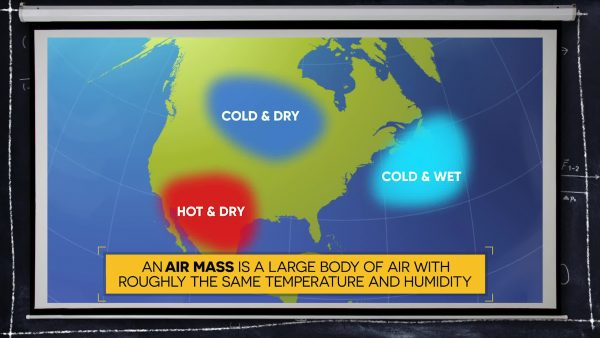 COLD & DRY
COLD & WET
HOT & DRY
AN AIR MASS IS A LARGE BODY OF AIR WITH
ROUGHLY THE SAME TEMPERATURE AND HUMIDITY